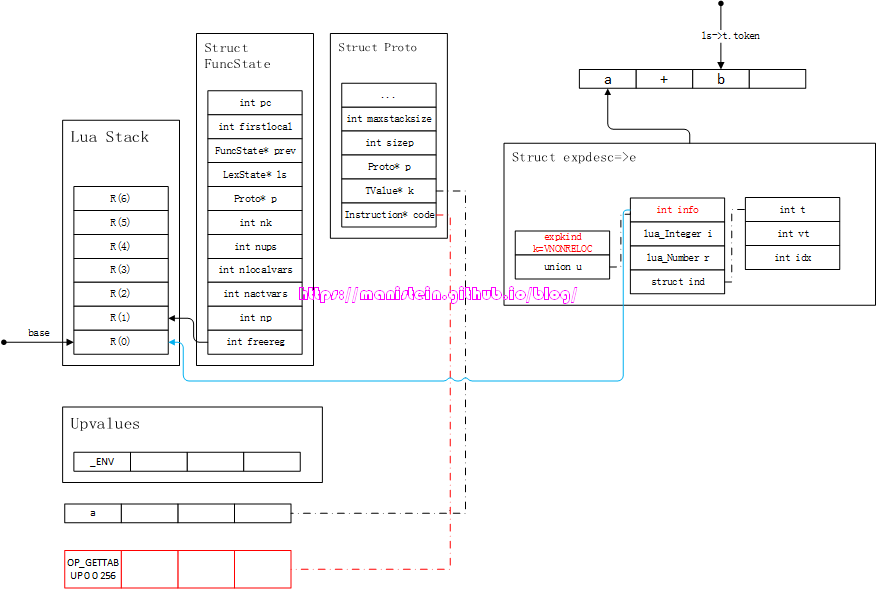 ls->t.token
a
+
b
Struct
FuncState
int pc
int firstlocal
FuncState* prev
LexState* ls
Proto* p
int nk
int nups
int nlocalvars
int nactvars
int np
int freereg
Struct Proto
...
int maxstacksize
int sizep
Proto* p
TValue* k
Instruction* code
Lua Stack
R(6)
R(5)
R(4)
R(3)
R(2)
R(1)
R(0)
base
Struct expdesc=>e
expkind
k=VNONRELOC
union u
int info
lua_Integer i
lua_Number r
struct ind
int t
int vt
int idx
https://manistein.github.io/blog/
Upvalues
_ENV
a
OP_GETTAB
UP 0 0 256